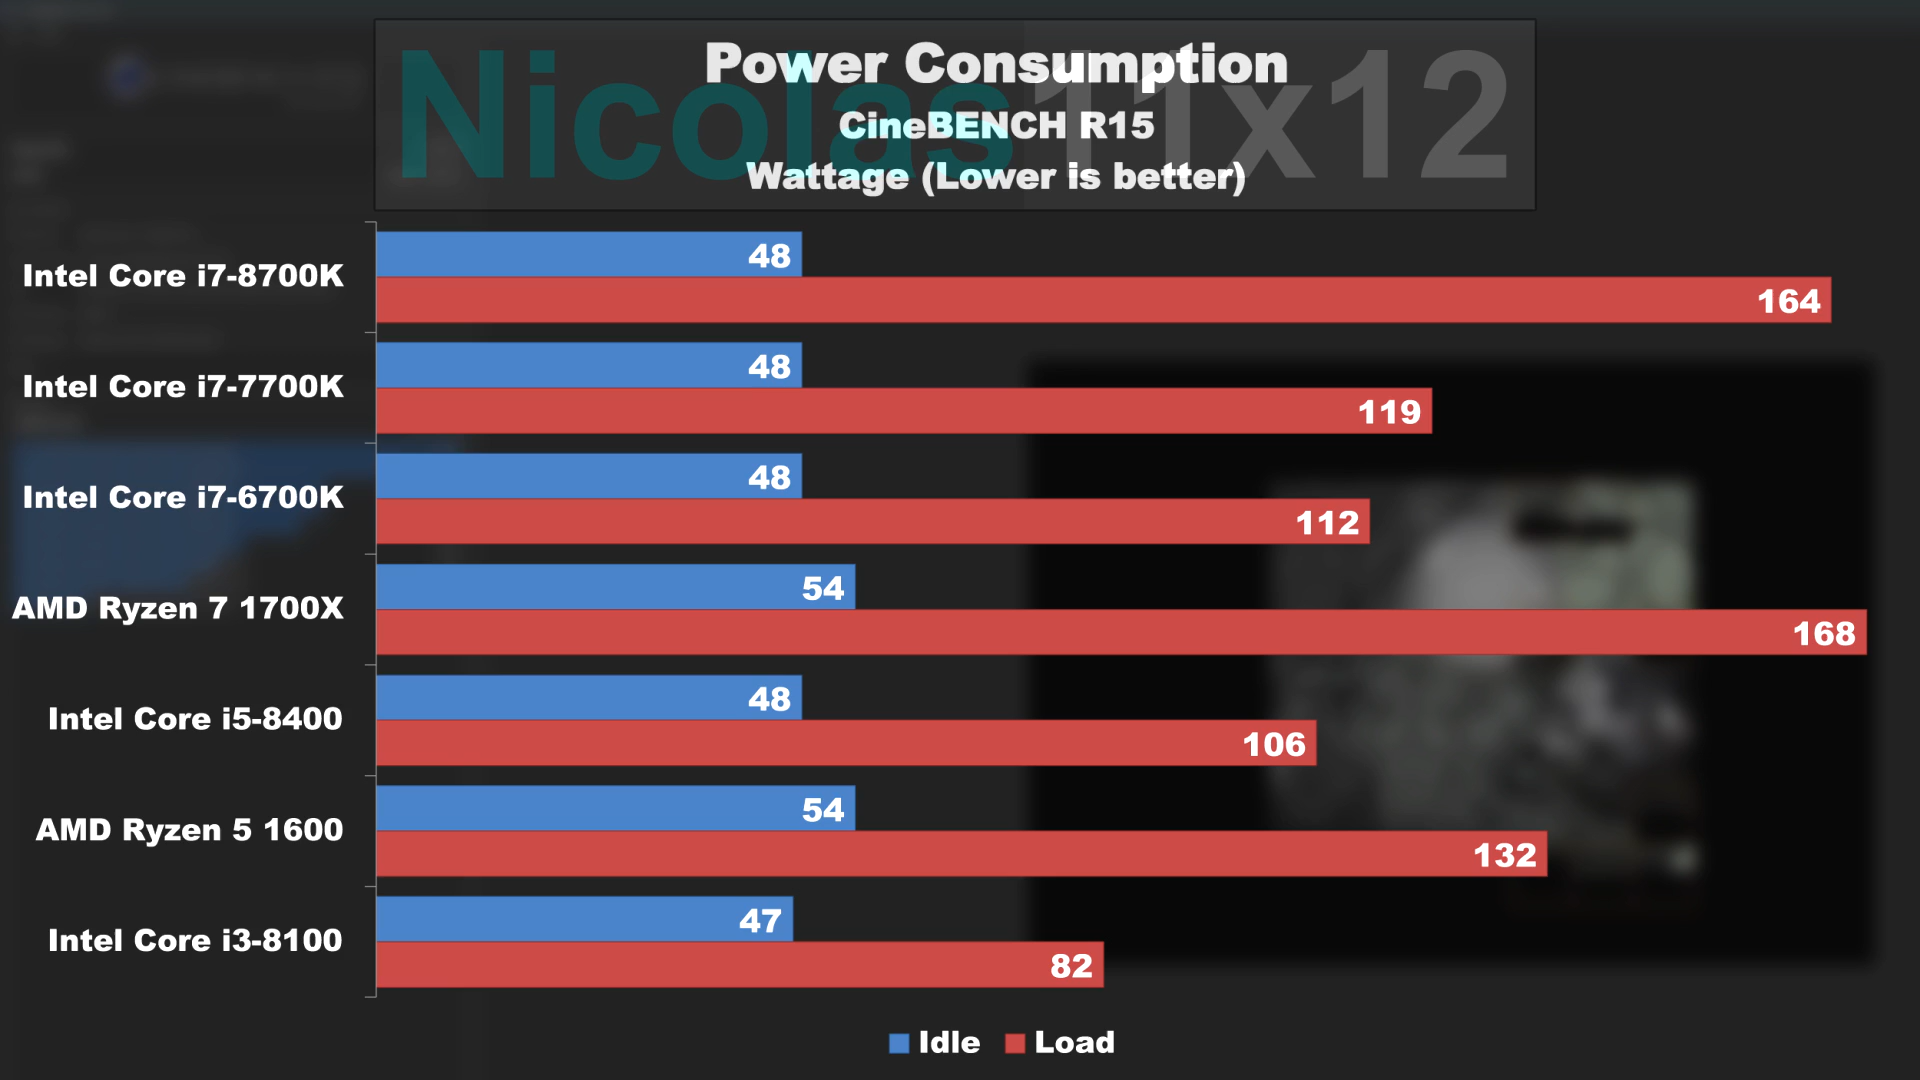 Nicolas11x12
Power Consumption
CineBENCH R15
Wattage (Lower is better)
Intel Core i7-8700K
48
164
Intel Core i7-7700K
48
119
Intel Core i7-6700K
48
112
AMD Ryzen 7 1700X
54
168
Intel Core i5-8400
48
106
AMD Ryzen 5 1600
54
132
Intel Core i3-8100
47
82
Idle
Load